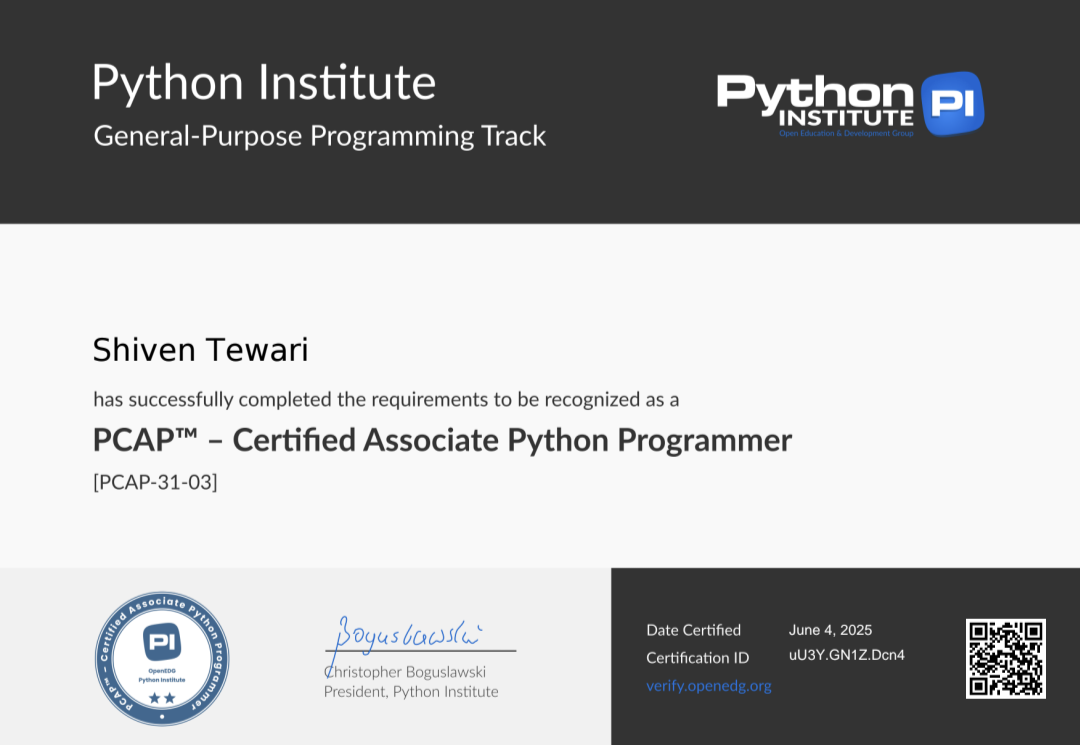 Python Institute
General-Purpose Programming Track
Python
INSTITUTE
Open Education & Development Group
PI
Shiven Tewari
has successfully completed the requirements to be recognized as a
PCAP™ – Certified Associate Python Programmer
[PCAP-31-03]
PCAP™ – Certified Associate Python Programmer
PI
OpenEDG
Python Institute
Boguslawski
Christopher Boguslawski
President, Python Institute
Date Certified June 4, 2025
Certification ID uU3Y.GN1Z.Dcn4
verify.openedg.org